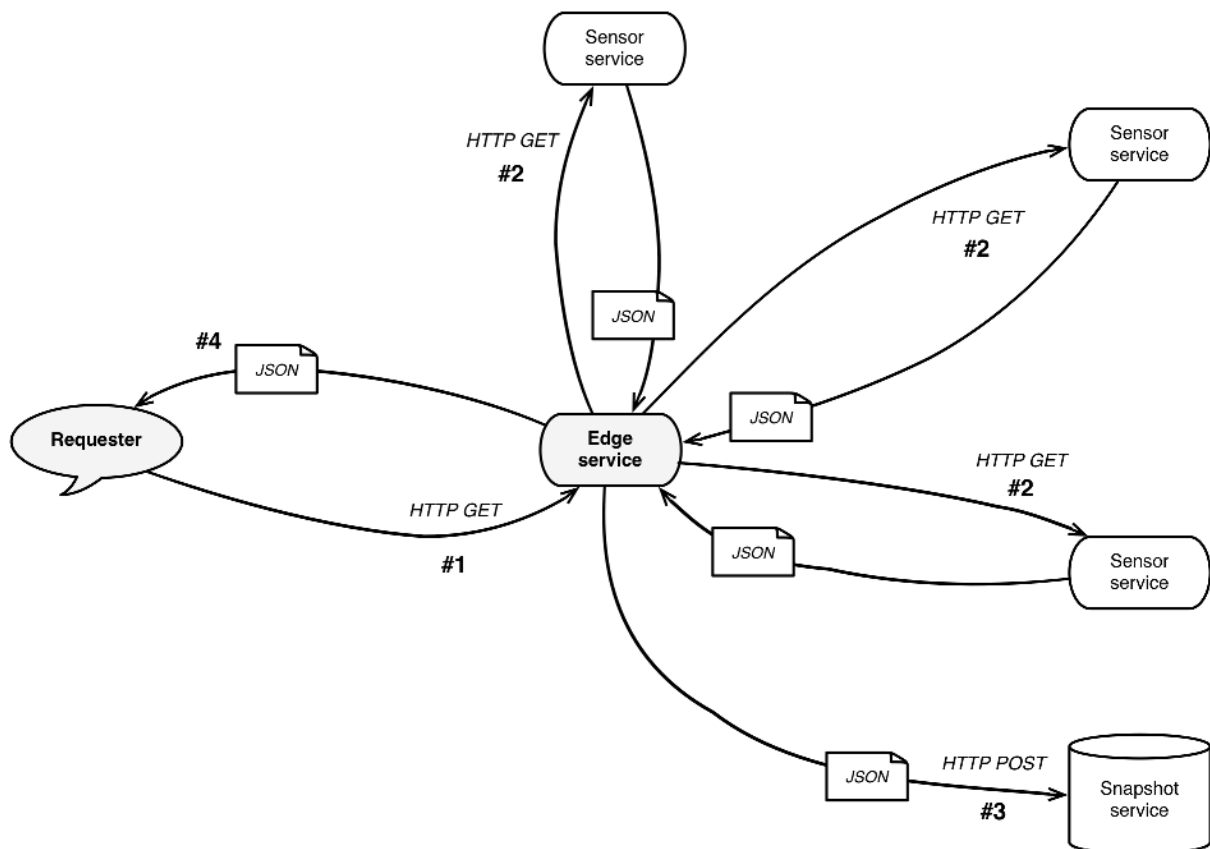 Sensor
service
HTTP GET
#2
Sensor
service
HTTP GET
#2
JSON
#4
JSON
JSON
Requester
Edge
service
HTTP GET
#2
HTTP GET
#1
JSON
Sensor
service
JSON
HTTP POST
#3
Snapshot
service